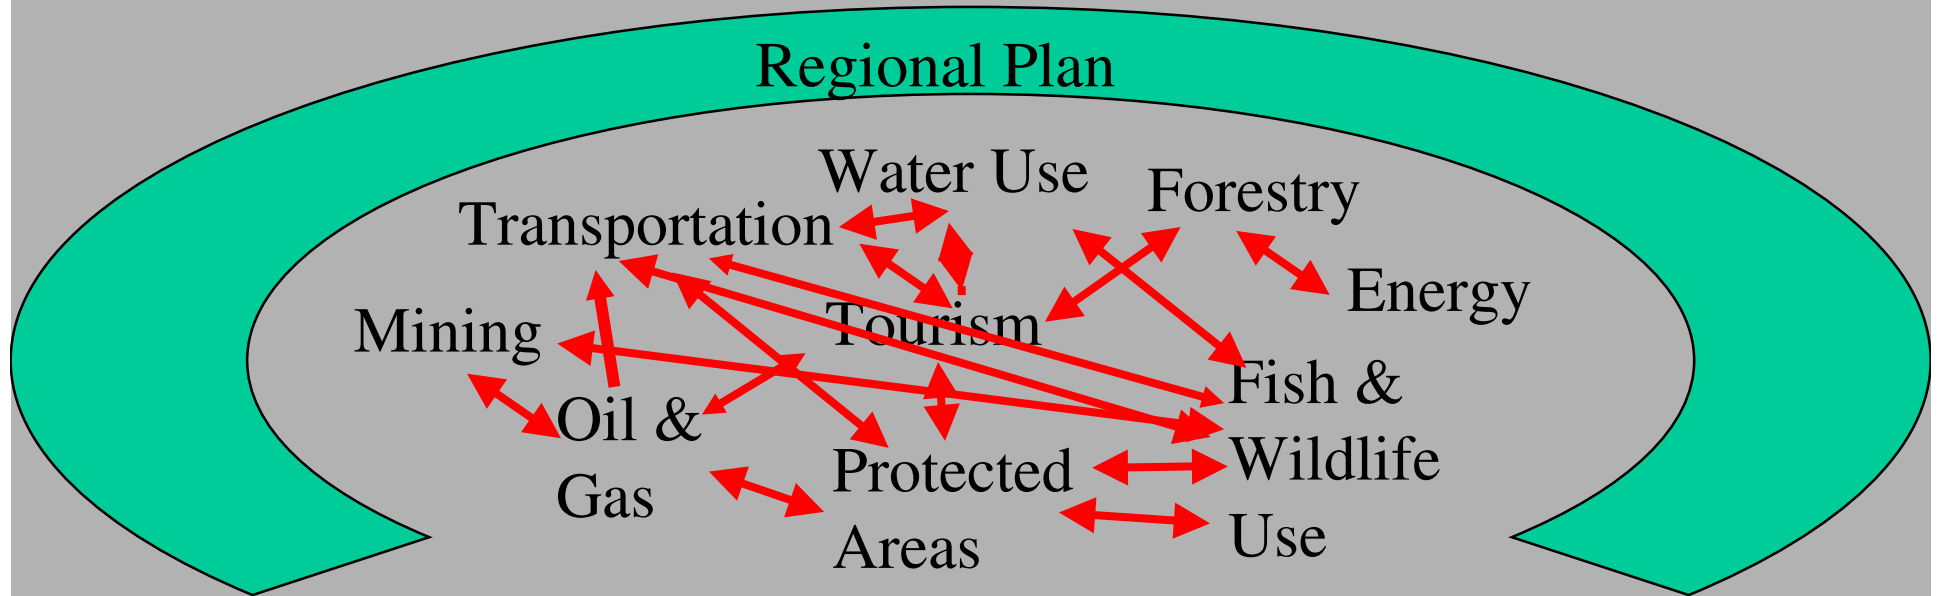 Regional Plan
Water Use
Forestry
Transportation
Energy
Tourism
Mining
Fish &
Wildlife
Use
Oil &
Gas
Protected
Areas